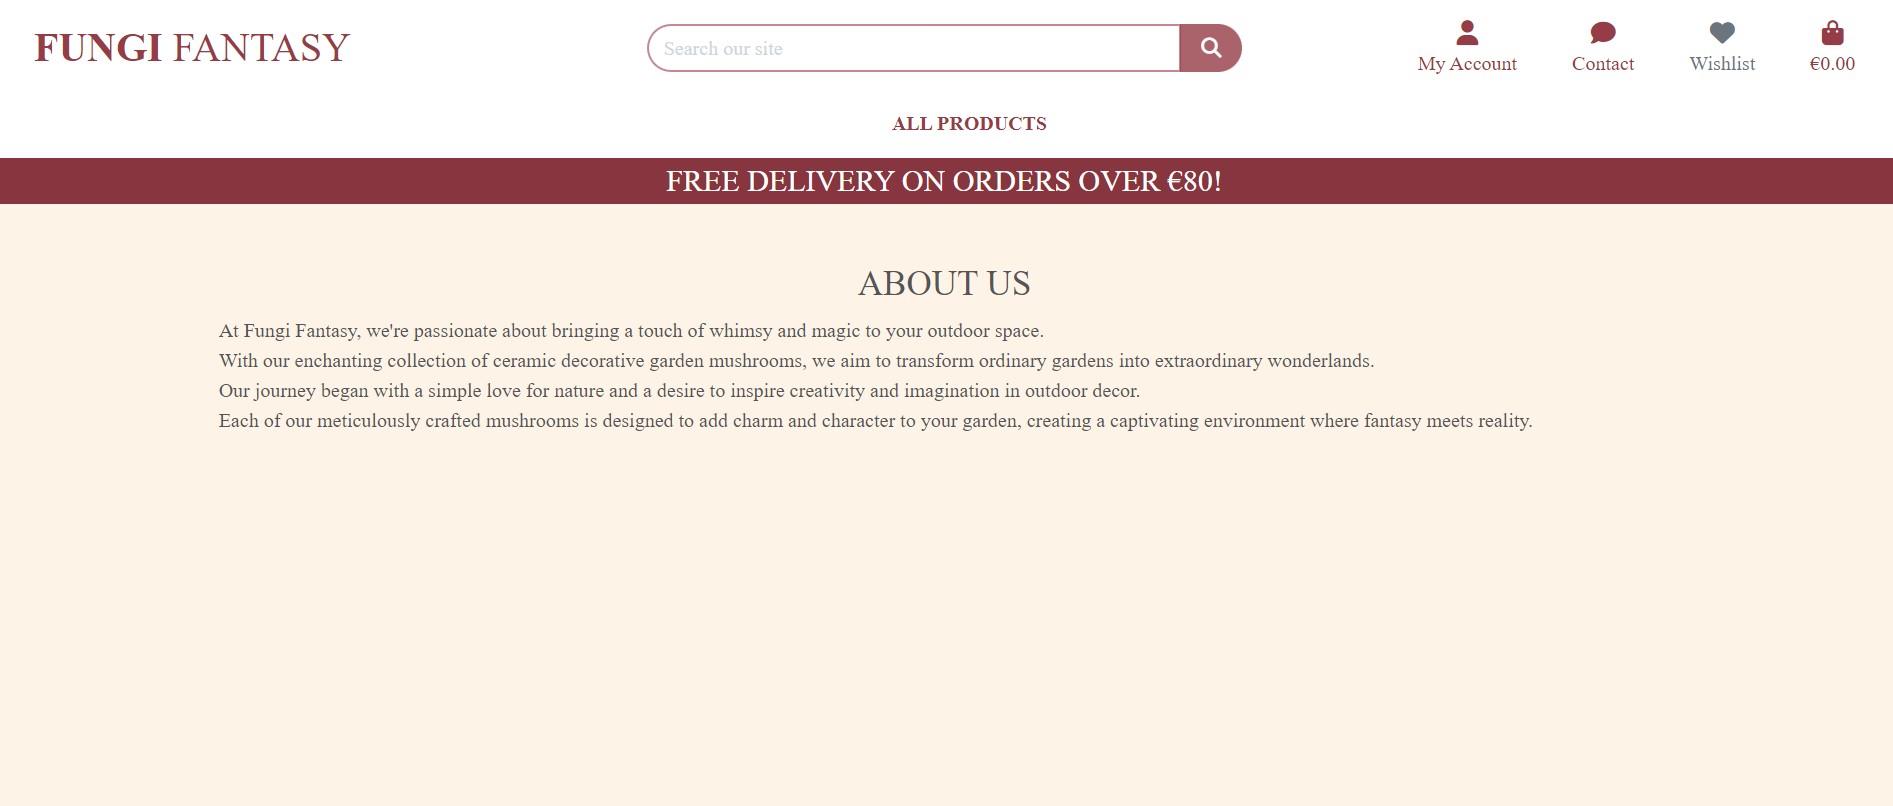 FUNGI FANTASY
Search our site
My Account
Contact
Wishlist
€0.00
ALL PRODUCTS
FREE DELIVERY ON ORDERS OVER €80!
ABOUT US
At Fungi Fantasy, we're passionate about bringing a touch of whimsy and magic to your outdoor space.
With our enchanting collection of ceramic decorative garden mushrooms, we aim to transform ordinary gardens into extraordinary wonderlands.
Our journey began with a simple love for nature and a desire to inspire creativity and imagination in outdoor decor.
Each of our meticulously crafted mushrooms is designed to add charm and character to your garden, creating a captivating environment where fantasy meets reality.